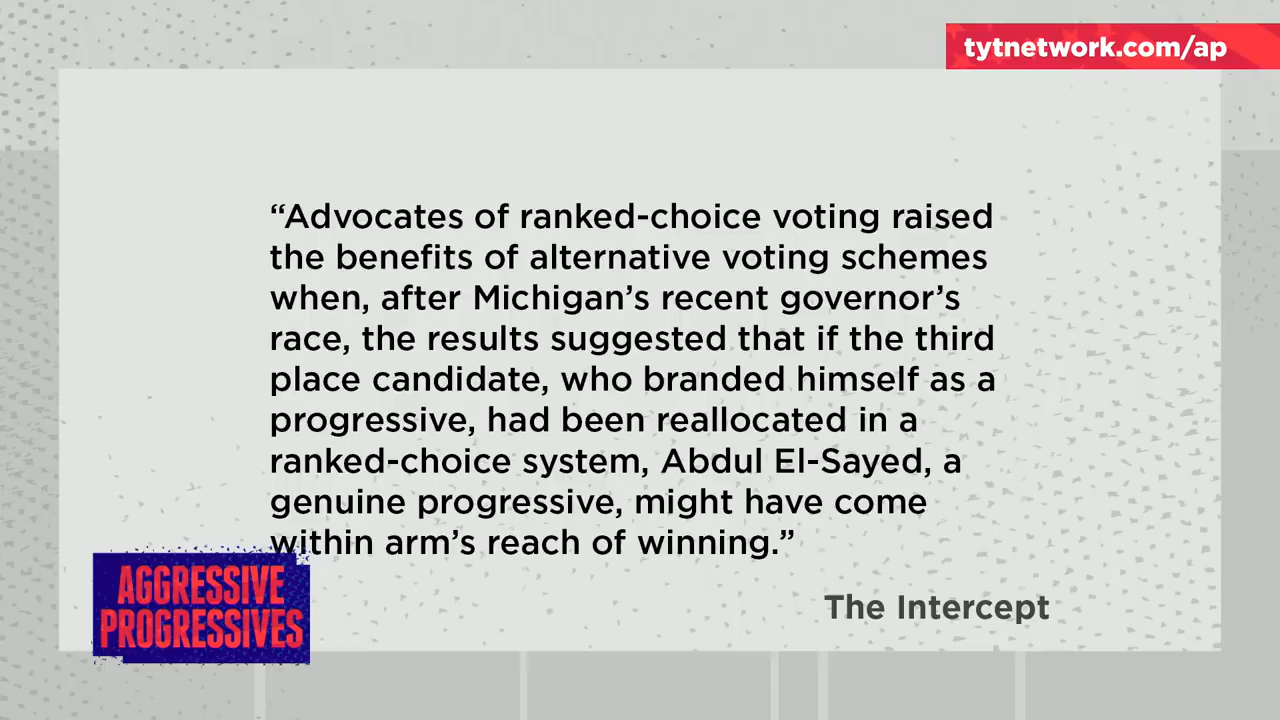 tytnetwork.com/ap
“Advocates of ranked-choice voting raised
the benefits of alternative voting schemes
when, after Michigan’s recent governor’s
race, the results suggested that if the third
place candidate, who branded himself as a
progressive, had been reallocated in a
ranked-choice system, Abdul El-Sayed, a
genuine progressive, might have come
within arm’s reach of winning.”
The Intercept
AGGRESSIVE
PROGRESSIVES